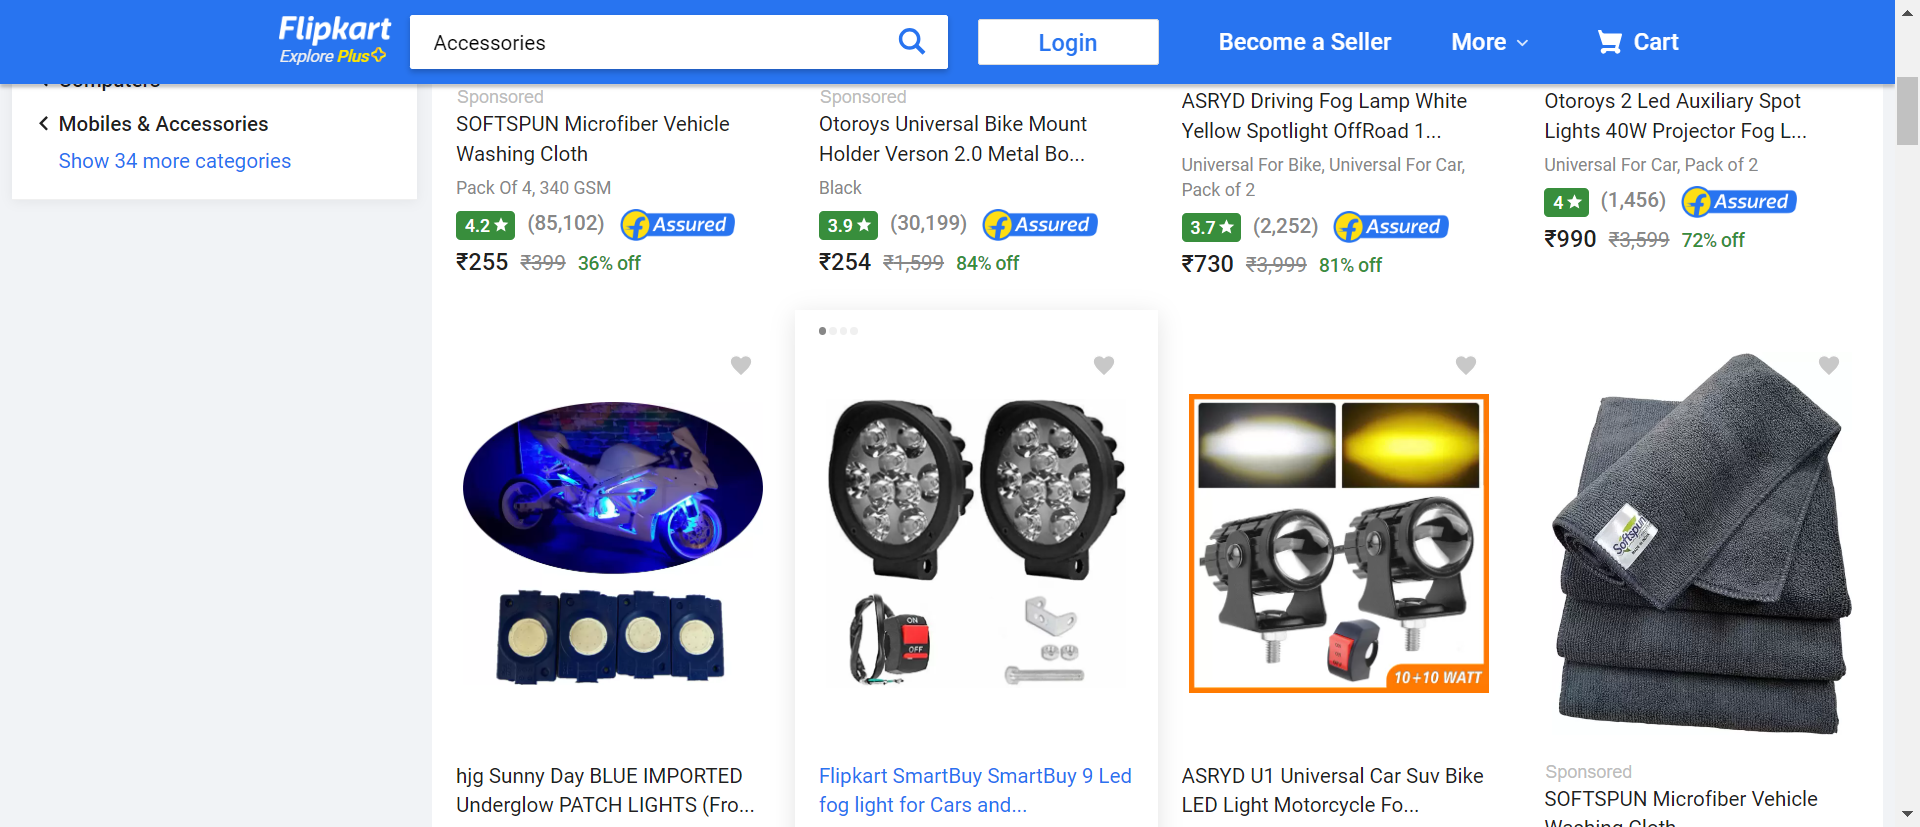 Flipkart
Explore Plus
Accessories
Login
Become a Seller
More
Cart
Computers
Mobiles & Accessories
Show 34 more categories
Sponsored
SOFTSPUN Microfiber Vehicle
Washing Cloth
Pack Of 4, 340 GSM
4.2 ★ (85,102) Assured
₹255 ₹399 36% off
Sponsored
Otoroys Universal Bike Mount
Holder Verson 2.0 Metal Bo...
Black
3.9 ★ (30,199) Assured
₹254 ₹1,599 84% off
ASRYD Driving Fog Lamp White
Yellow Spotlight OffRoad 1...
Universal For Bike, Universal For Car,
Pack of 2
3.7 ★ (2,252) Assured
₹730 ₹3,999 81% off
Otoroys 2 Led Auxiliary Spot
Lights 40W Projector Fog L...
Universal For Car, Pack of 2
4 ★ (1,456) Assured
₹990 ₹3,599 72% off
hjg Sunny Day BLUE IMPORTED
Underglow PATCH LIGHTS (Fro...
ON
OFF
Flipkart SmartBuy SmartBuy 9 Led
fog light for Cars and...
10+10 WATT
ASRYD U1 Universal Car Suv Bike
LED Light Motorcycle Fo...
Softspun
Sponsored
SOFTSPUN Microfiber Vehicle
Washing Cloth